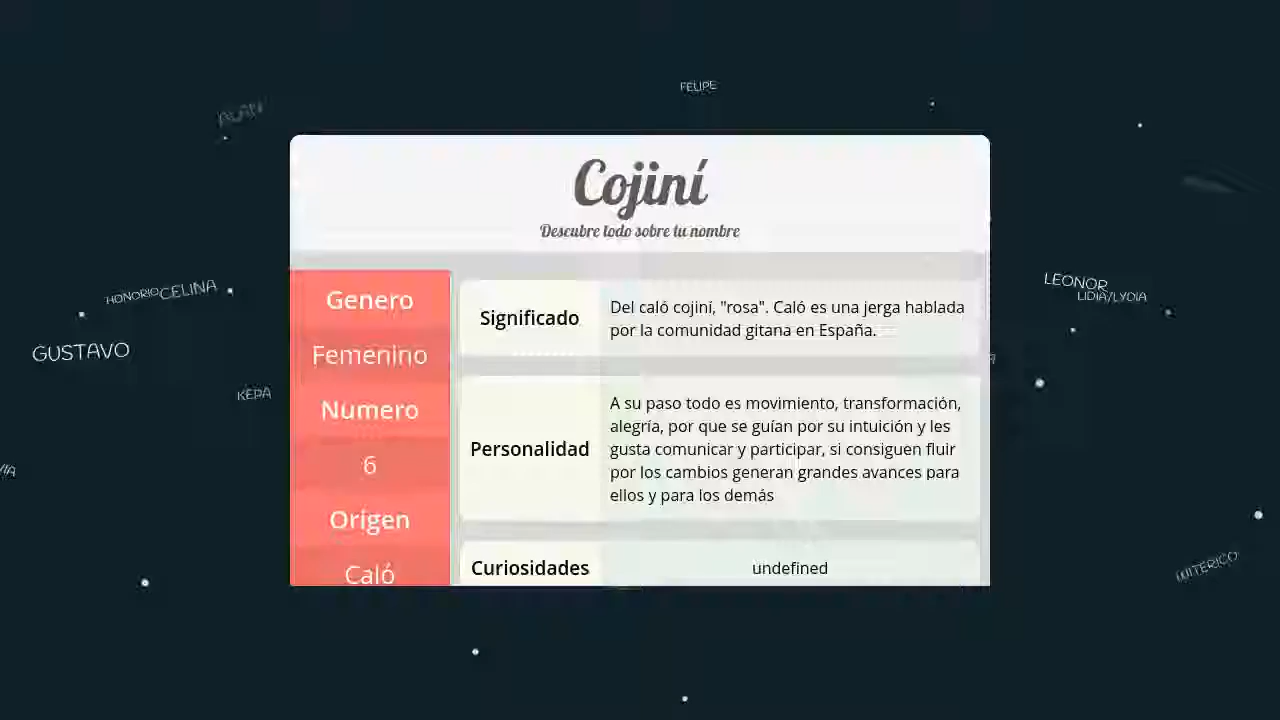 FELIPE
ALAN
Cojiní
Descubre todo sobre tu nombre
HONORIO CELINA
LEONOR
LIDIA/LYDIA
GUSTAVO
KEPA
Genero
Femenino
Numero
6
Origen
Caló
Significado
Del caló cojiní, "rosa". Caló es una jerga hablada
por la comunidad gitana en España.
Personalidad
A su paso todo es movimiento, transformación,
alegría, por que se guían por su intuición y les
gusta comunicar y participar, si consiguen fluir
por los cambios generan grandes avances para
ellos y para los demás
Curiosidades
undefined
WITERICO